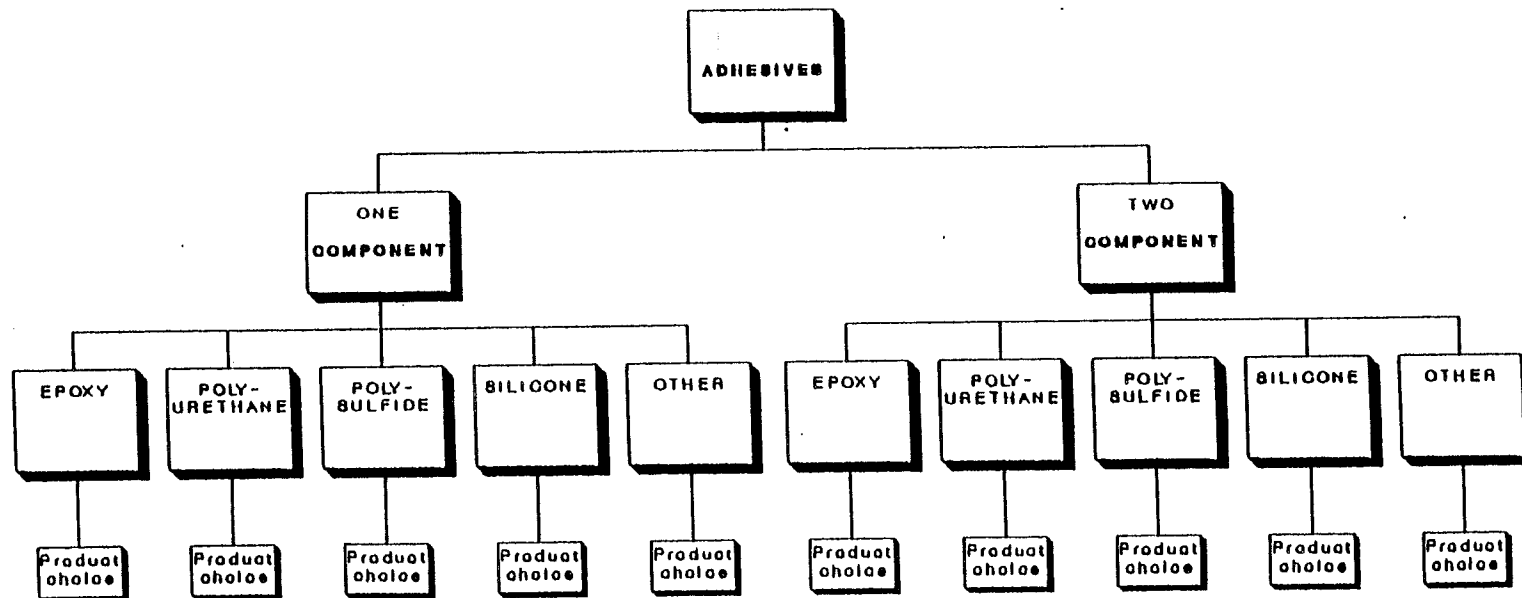 ADHESIVES
ONE
COMPONENT
TWO
COMPONENT
EPOXY
POLY-
URETHANE
POLY-
SULFIDE
SILICONE
OTHER
EPOXY
POLY-
URETHANE
POLY-
SULFIDE
SILICONE
OTHER
Product
choice
Product
choice
Product
choice
Product
choice
Product
choice
Product
choice
Product
choice
Product
choice
Product
choice
Product
choice